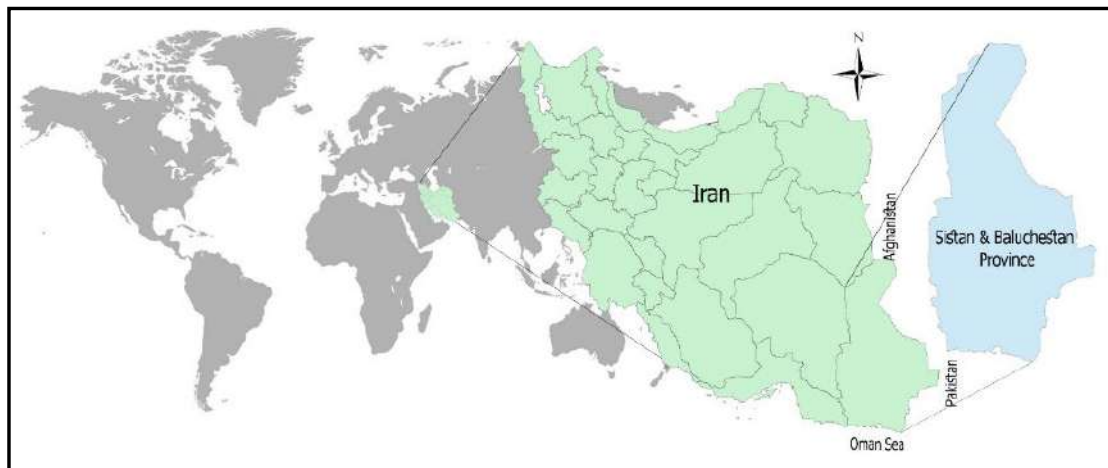 N
Iran
Afghanistan
Sistan & Baluchestan
Province
Pakistan
Oman Sea